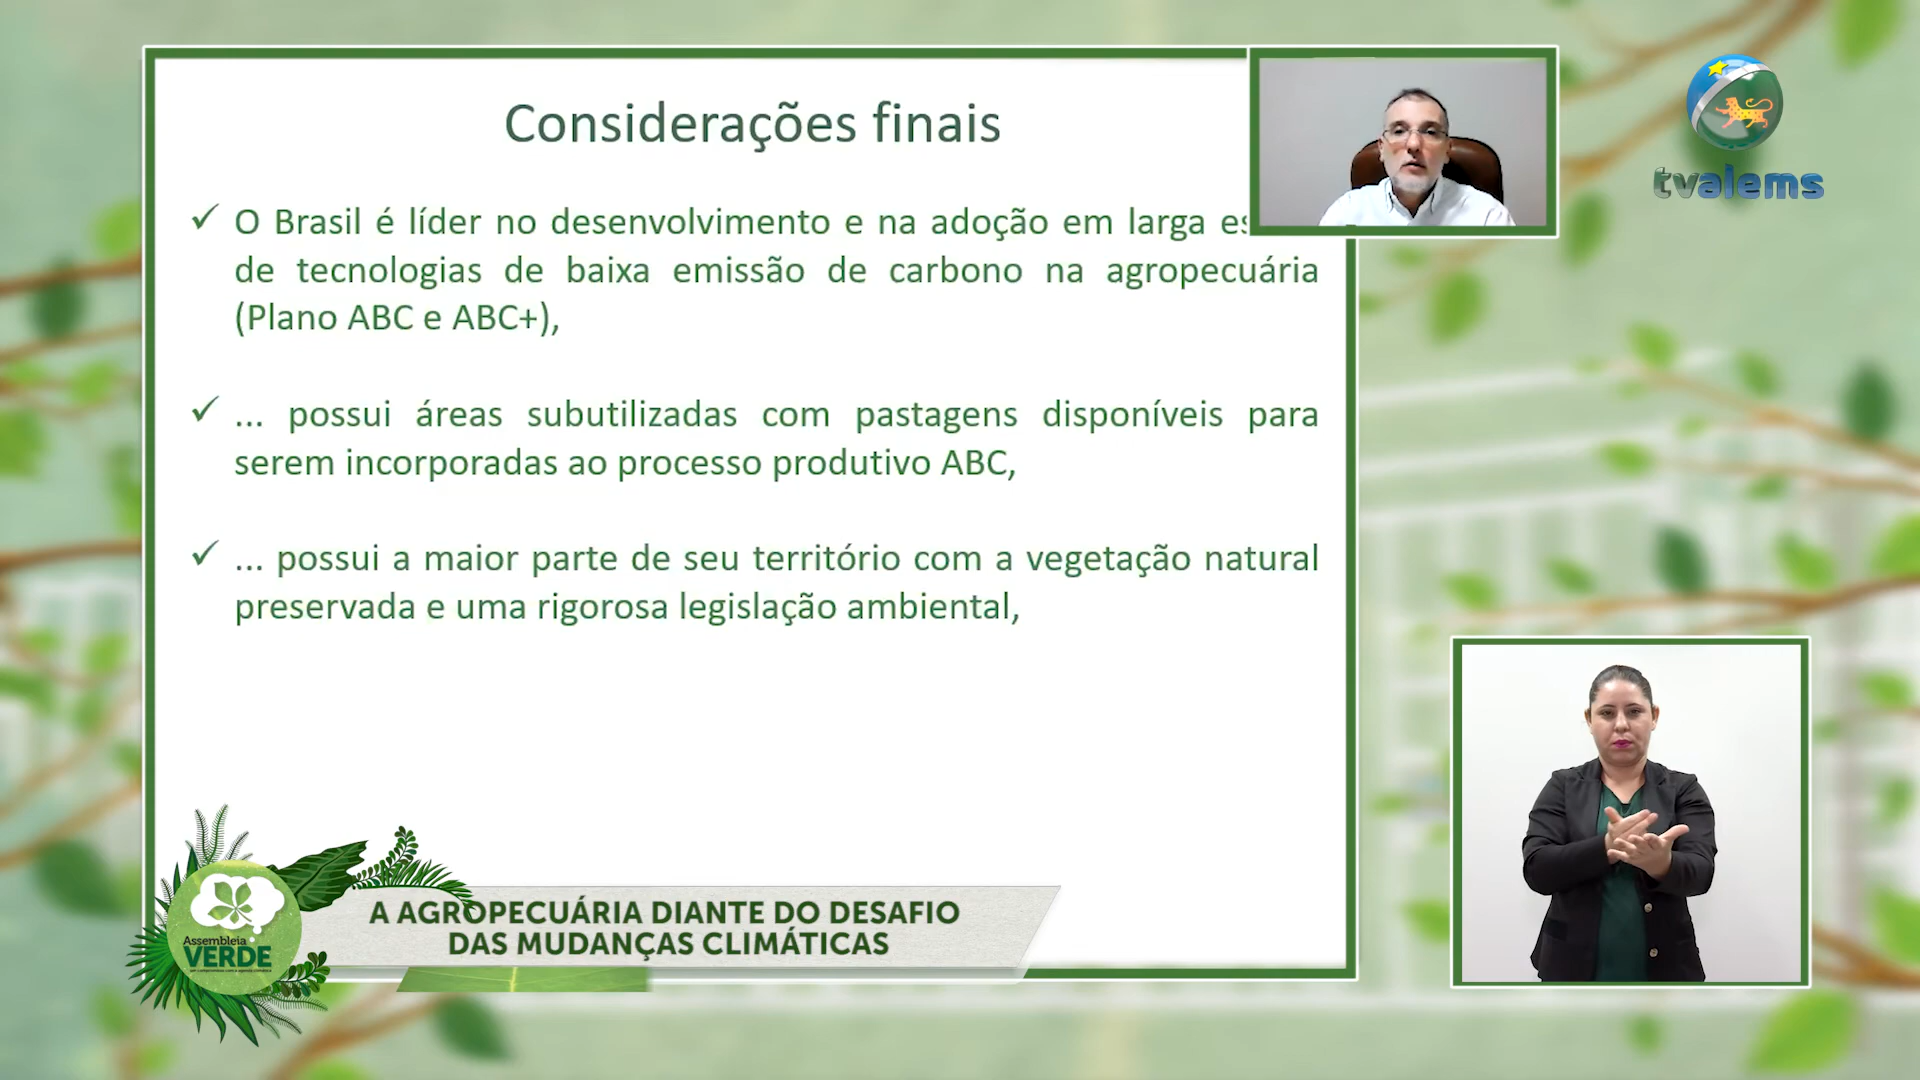 Considerações finais
✓ O Brasil é líder no desenvolvimento e na adoção em larga es
de tecnologias de baixa emissão de carbono na agropecuária
(Plano ABC e ABC+),
✓ ... possui áreas subutilizadas com pastagens disponíveis para
serem incorporadas ao processo produtivo ABC,
✓ ... possui a maior parte de seu território com a vegetação natural
preservada e uma rigorosa legislação ambiental,
tvalems
Assembleia
VERDE
A AGROPECUÁRIA DIANTE DO DESAFIO
DAS MUDANÇAS CLIMÁTICAS